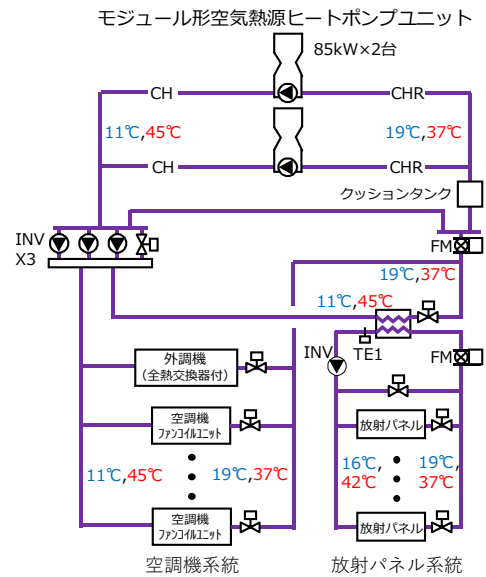 モジュール形空気熱源ヒートポンプユニット
85kW×2台
CH
CHR
11℃,45℃
19℃,37℃
CH
CHR
クッションタンク
INV
X3
FM
19℃,37℃
11℃,45℃
INV
TE1
FM
外調機
（全熱交換器付）
空調機
ファンコイルユニット
放射パネル
11℃,45℃
19℃,37℃
16℃,
42℃
19℃,
37℃
空調機
ファンコイルユニット
放射パネル
空調機系統
放射パネル系統